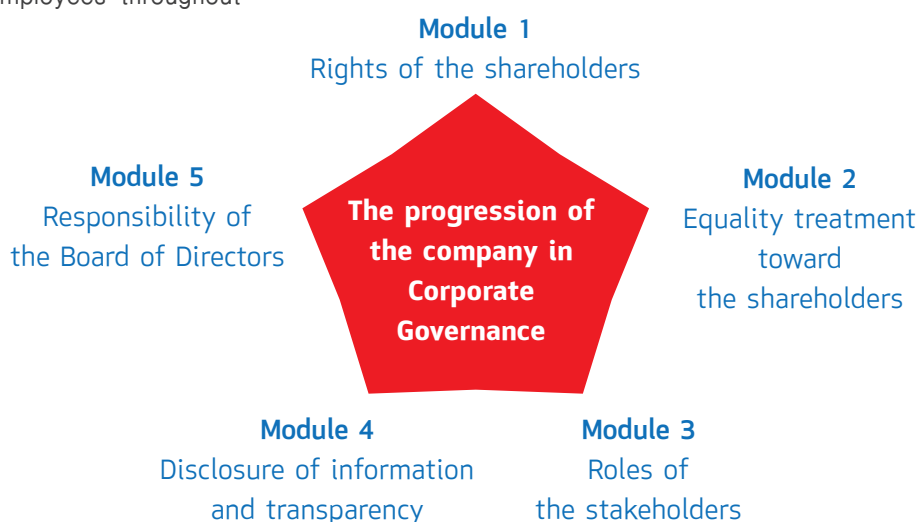 employees throughout
Module 1
Rights of the shareholders
Module 2
Equality treatment
toward
the shareholders
Module 3
Roles of
the stakeholders
Module 4
Disclosure of information
and transparency
Module 5
Responsibility of
the Board of Directors
The progression of
the company in
Corporate
Governance